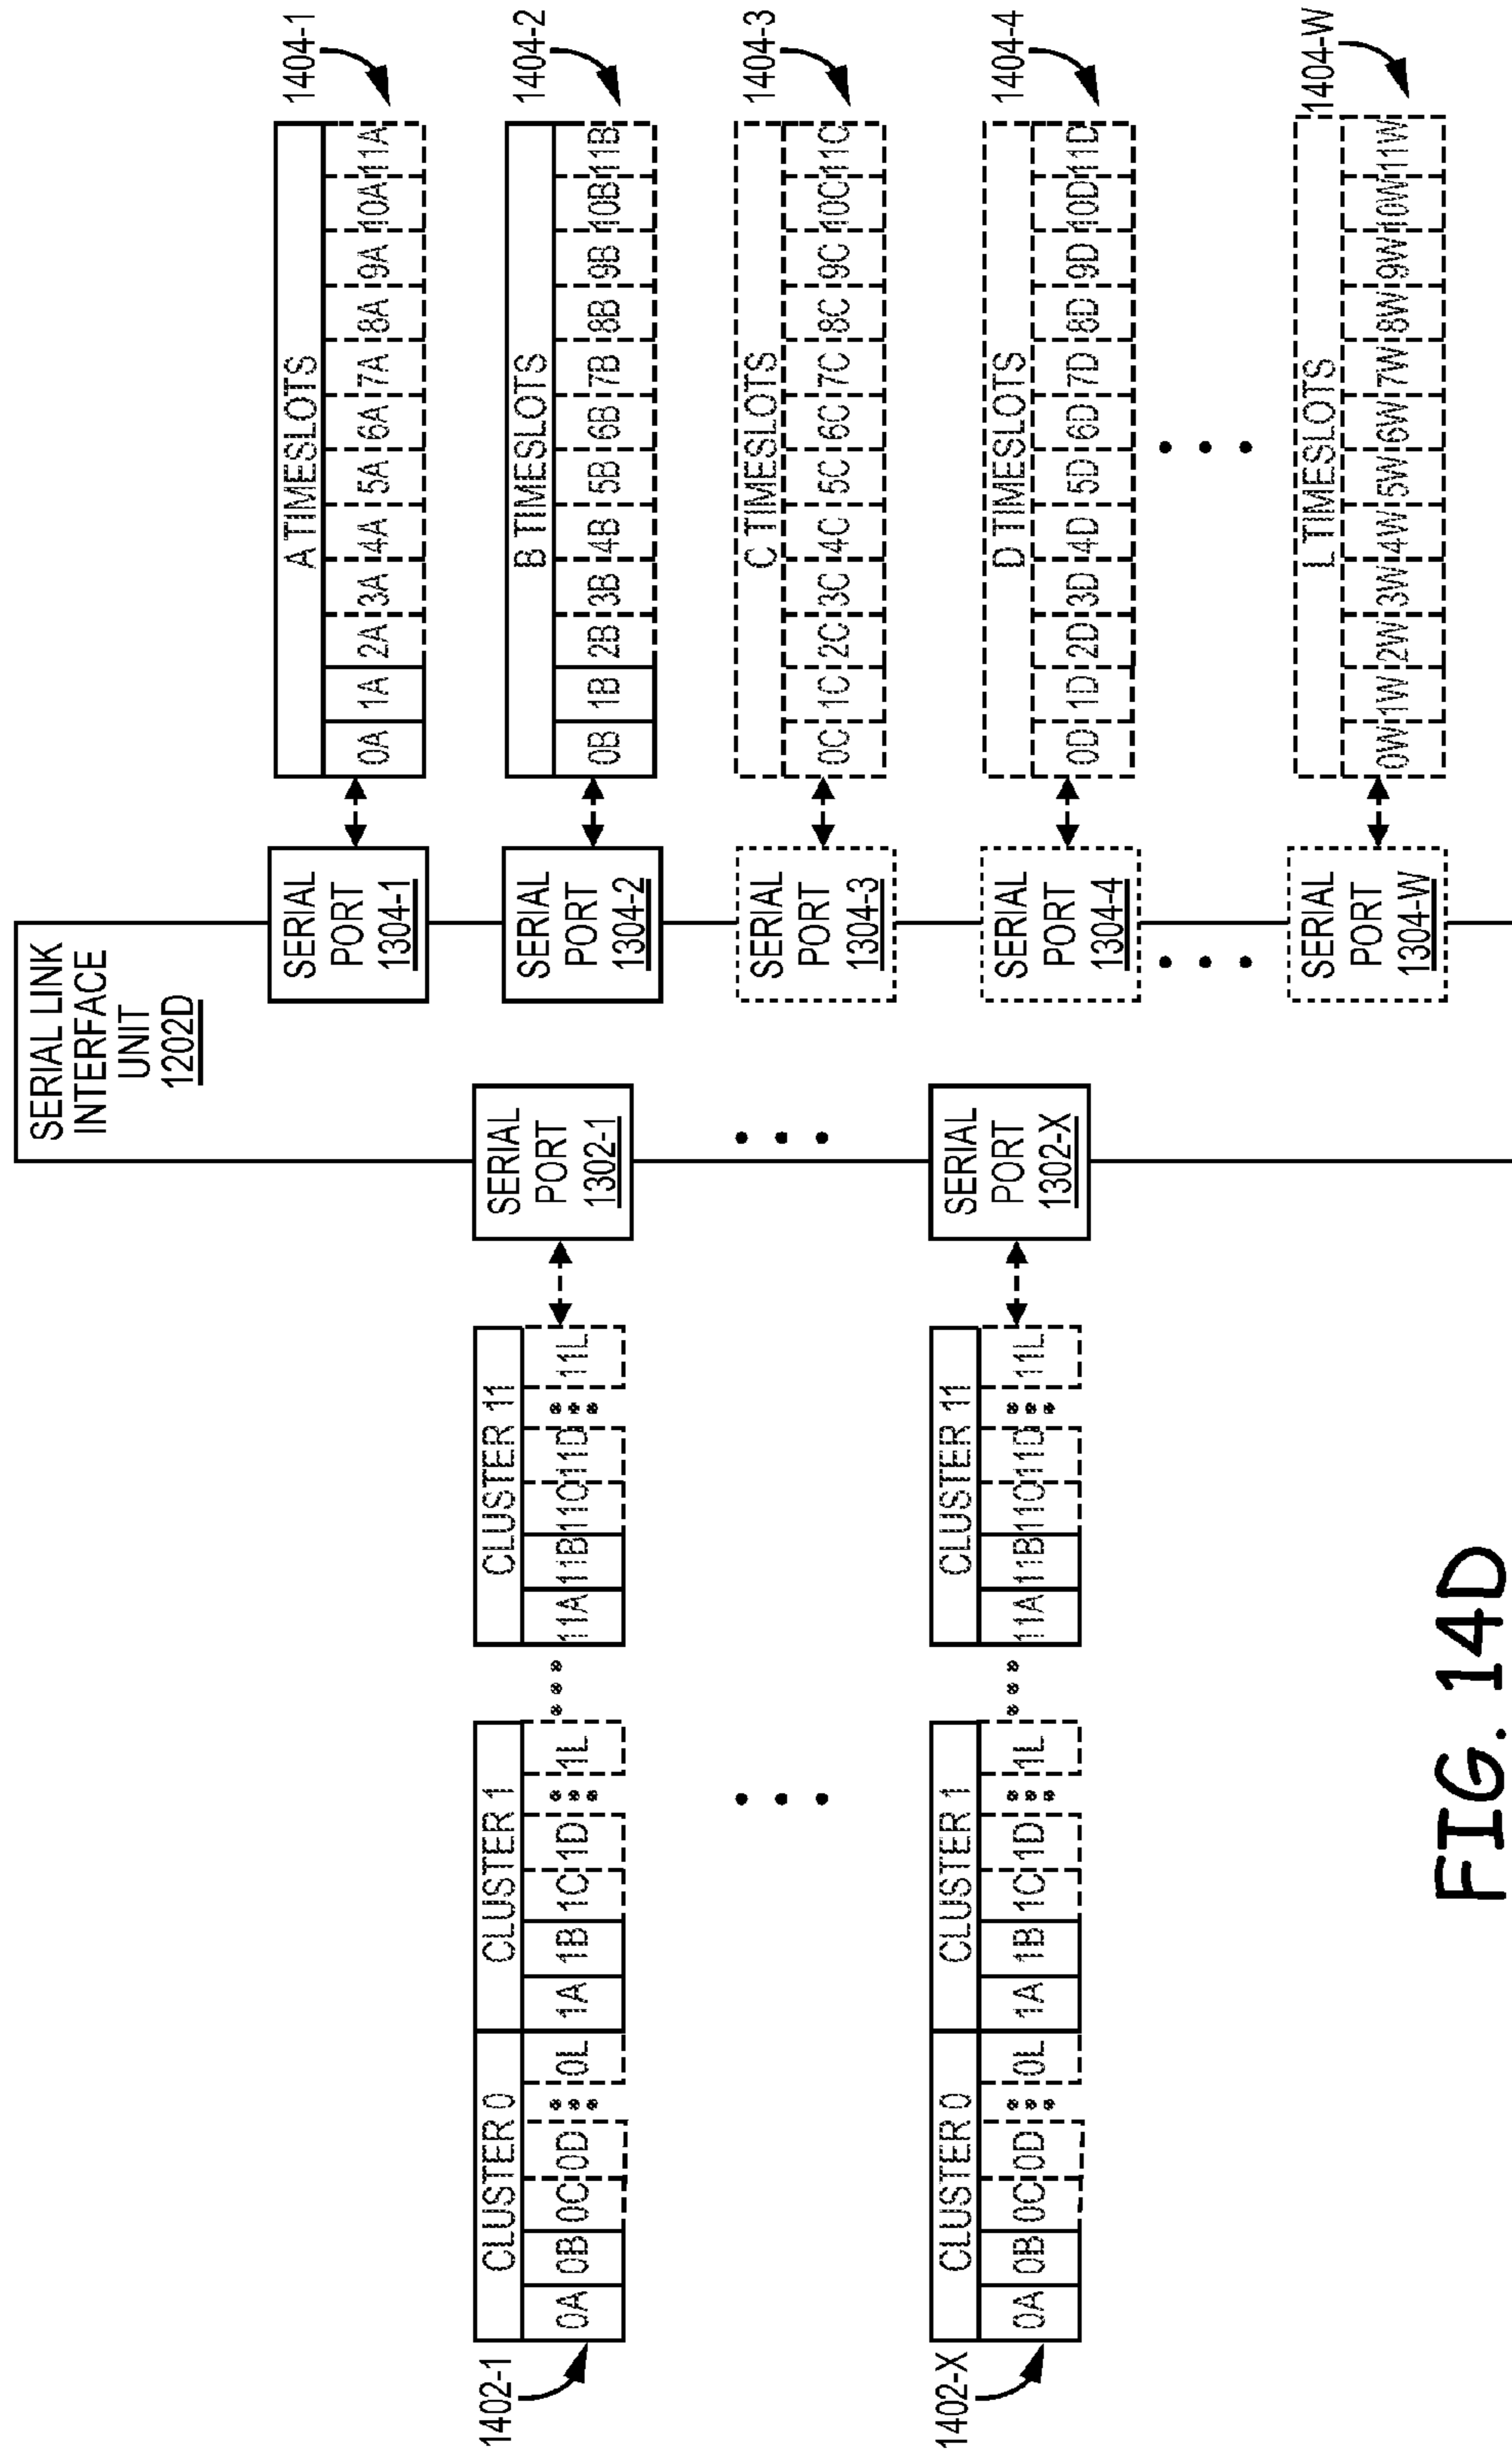 SERIAL LINK
INTERFACE
UNIT
1202D
1402-1
CLUSTER 0 CLUSTER 1 CLUSTER 11
0A 0B 0C 0D ••• 0L 1A 1B 1C 1D ••• 1L ••• 11A 11B 11C 11D ••• 11L
SERIAL
PORT
1302-1
1402-X
CLUSTER 0 CLUSTER 1 CLUSTER 11
0A 0B 0C 0D ••• 0L 1A 1B 1C 1D ••• 1L ••• 11A 11B 11C 11D ••• 11L
SERIAL
PORT
1302-X
SERIAL
PORT
1304-1
A TIMESLOTS
0A 1A 2A 3A 4A 5A 6A 7A 8A 9A 10A 11A
1404-1
SERIAL
PORT
1304-2
B TIMESLOTS
0B 1B 2B 3B 4B 5B 6B 7B 8B 9B 10B 11B
1404-2
SERIAL
PORT
1304-3
C TIMESLOTS
0C 1C 2C 3C 4C 5C 6C 7C 8C 9C 10C 11C
1404-3
SERIAL
PORT
1304-4
D TIMESLOTS
0D 1D 2D 3D 4D 5D 6D 7D 8D 9D 10D 11D
1404-4
SERIAL
PORT
1304-W
L TIMESLOTS
0W 1W 2W 3W 4W 5W 6W 7W 8W 9W 10W 11W
1404-W
FIG. 14D